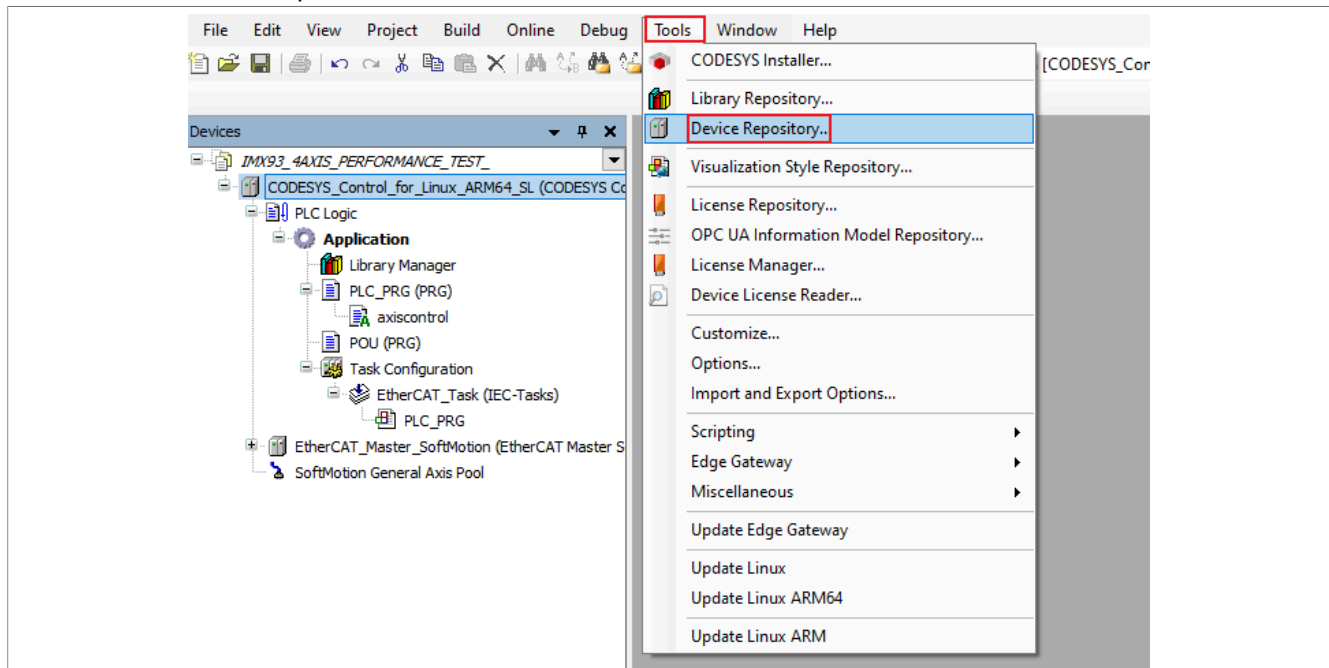 File Edit View Project Build Online Debug Tools Window Help
[CODESYS_Cor
Devices
IMX93_4AXIS_PERFORMANCE_TEST_
CODESYS_Control_for_Linux_ARM64_SL (CODESYS Co
PLC Logic
Application
Library Manager
PLC_PRG (PRG)
axiscontrol
POU (PRG)
Task Configuration
EtherCAT_Task (IEC-Tasks)
PLC_PRG
EtherCAT_Master_SoftMotion (EtherCAT Master S
SoftMotion General Axis Pool
CODESYS Installer...
Library Repository...
Device Repository..
Visualization Style Repository...
License Repository...
OPC UA Information Model Repository...
License Manager...
Device License Reader...
Customize...
Options...
Import and Export Options...
Scripting
Edge Gateway
Miscellaneous
Update Edge Gateway
Update Linux
Update Linux ARM64
Update Linux ARM